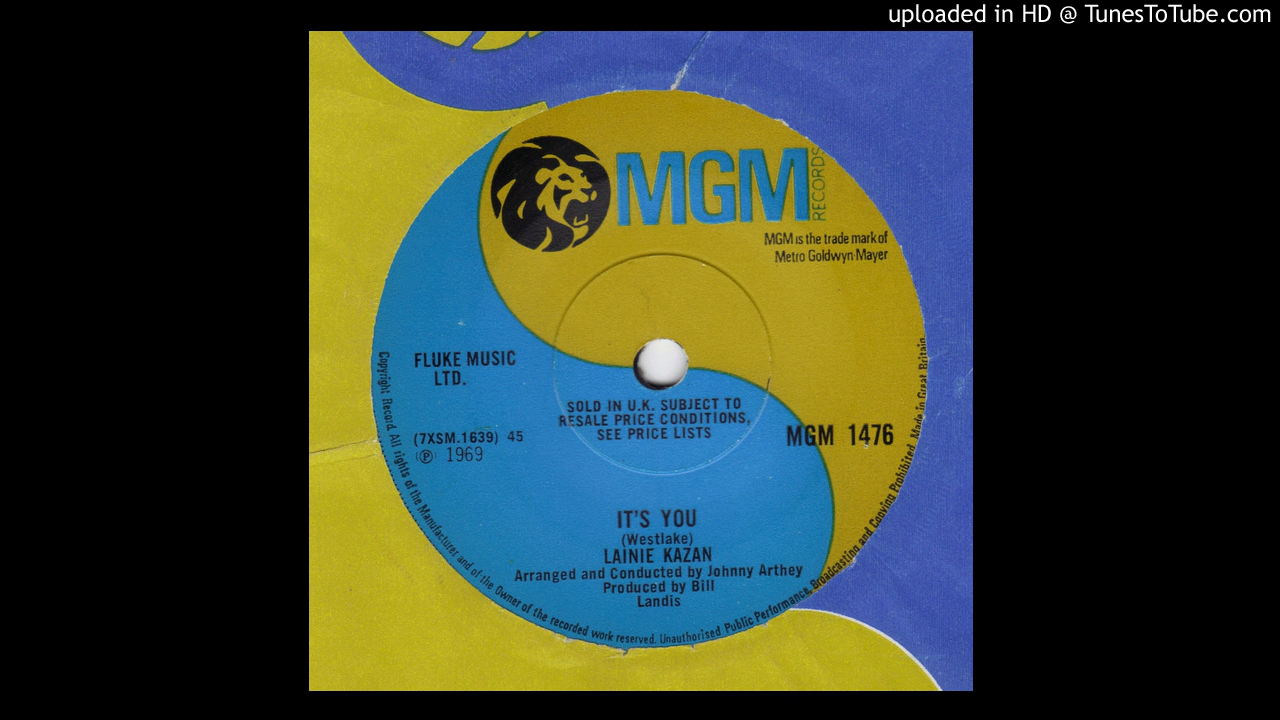 uploaded in HD @ TunesToTube.com
MGM
RECORDS
MGM is the trade mark of
Metro Goldwyn-Mayer
FLUKE MUSIC
LTD.
SOLD IN U.K. SUBJECT TO
RESALE PRICE CONDITIONS,
SEE PRICE LISTS
(7XSM.1639) 45
℗ 1969
MGM 1476
IT'S YOU
(Westlake)
LAINIE KAZAN
Arranged and Conducted by Johnny Arthey
Produced by Bill
Landis
Copyright Record. All rights of the Manufacturer and of the Owner of the recorded work reserved. Unauthorised Public Performance, Broadcasting and Copying Prohibited. Made in Great Britain